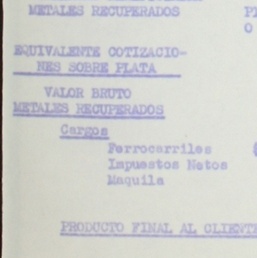 METALES RECUPERADOS
O
EQUIVALENTE COTIZACIO-
NES SOBRE PLATA
VALOR BRUTO
METALES RECUPERADOS
Cargos
Ferrocarriles
Impuestos Netos
Maquila
PRODUCTO FINAL AL CLIENTE